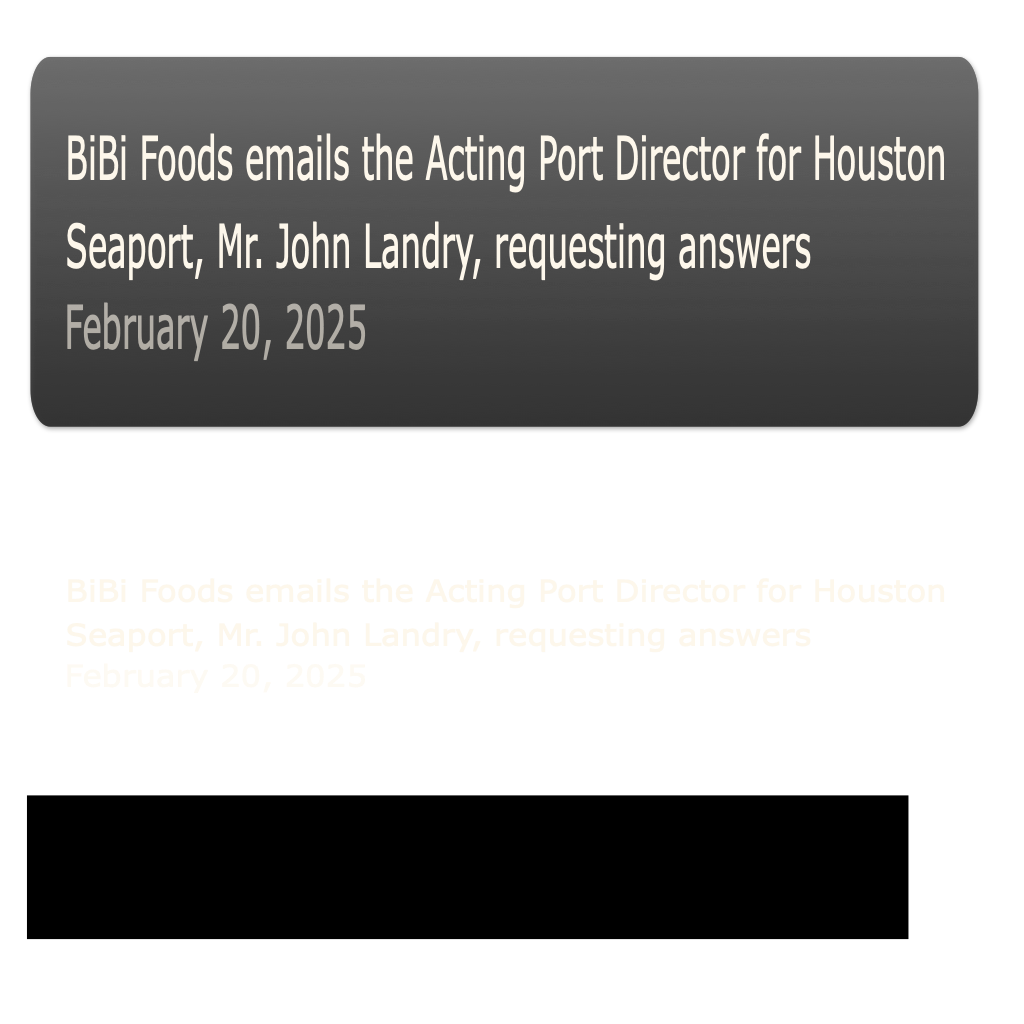 BiBi Foods emails the Acting Port Director for Houston
Seaport, Mr. John Landry, requesting answers
February 20, 2025
BiBi Foods emails the Acting Port Director for Houston
Seaport, Mr. John Landry, requesting answers
February 20, 2025